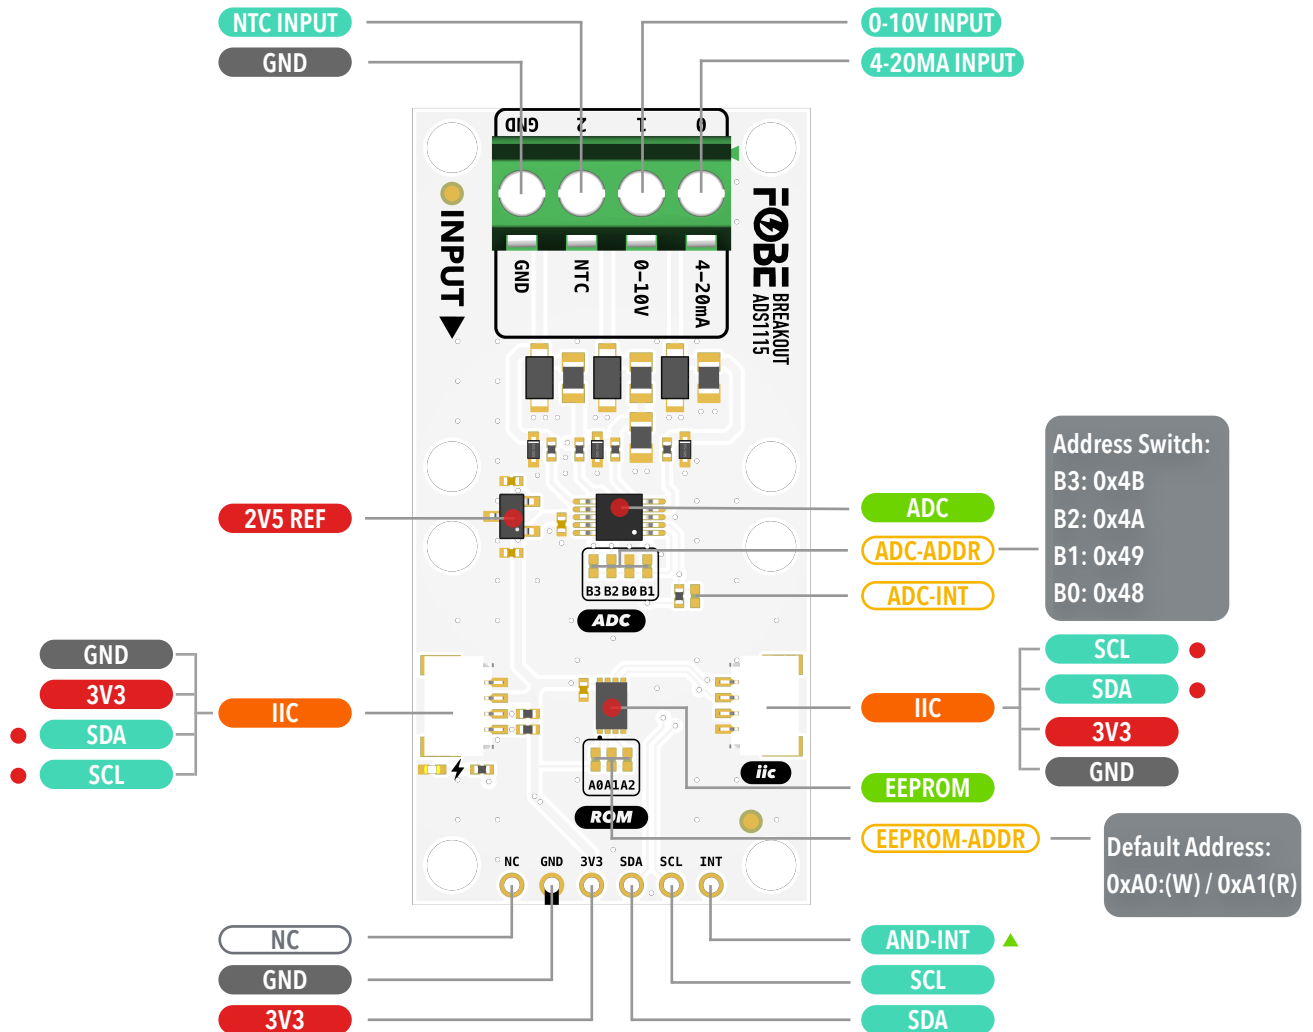 NTC INPUT
0-10V INPUT
GND
4-20MA INPUT
GND 2 1 0
INPUT
GND
NTC
0-10V
4-20mA
FOBE
BREAKOUT
ADS1115
Address Switch:
B3: 0x4B
B2: 0x4A
B1: 0x49
B0: 0x48
2V5 REF
ADC
ADC-ADDR
ADC-INT
B3 B2 B0 B1
ADC
GND
3V3
SDA
SCL
IIC
IIC
SCL
SDA
3V3
GND
iic
A0A1A2
ROM
EEPROM
EEPROM-ADDR
Default Address:
0xA0:(W) / 0xA1(R)
NC GND 3V3 SDA SCL INT
NC
GND
3V3
AND-INT
SCL
SDA